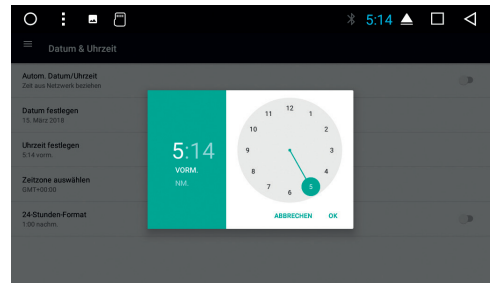 5:14
Datum & Uhrzeit
Autom. Datum/Uhrzeit
Zeit aus Netzwerk beziehen
Datum festlegen
15. März 2018
Uhrzeit festlegen
5:14 vorm.
Zeitzone auswählen
GMT+00:00
24-Stunden-Format
1:00 nachm.
5:14
VORM.
NM.
12
11
1
10
2
9
3
8
4
7
5
6
ABBRECHEN
OK